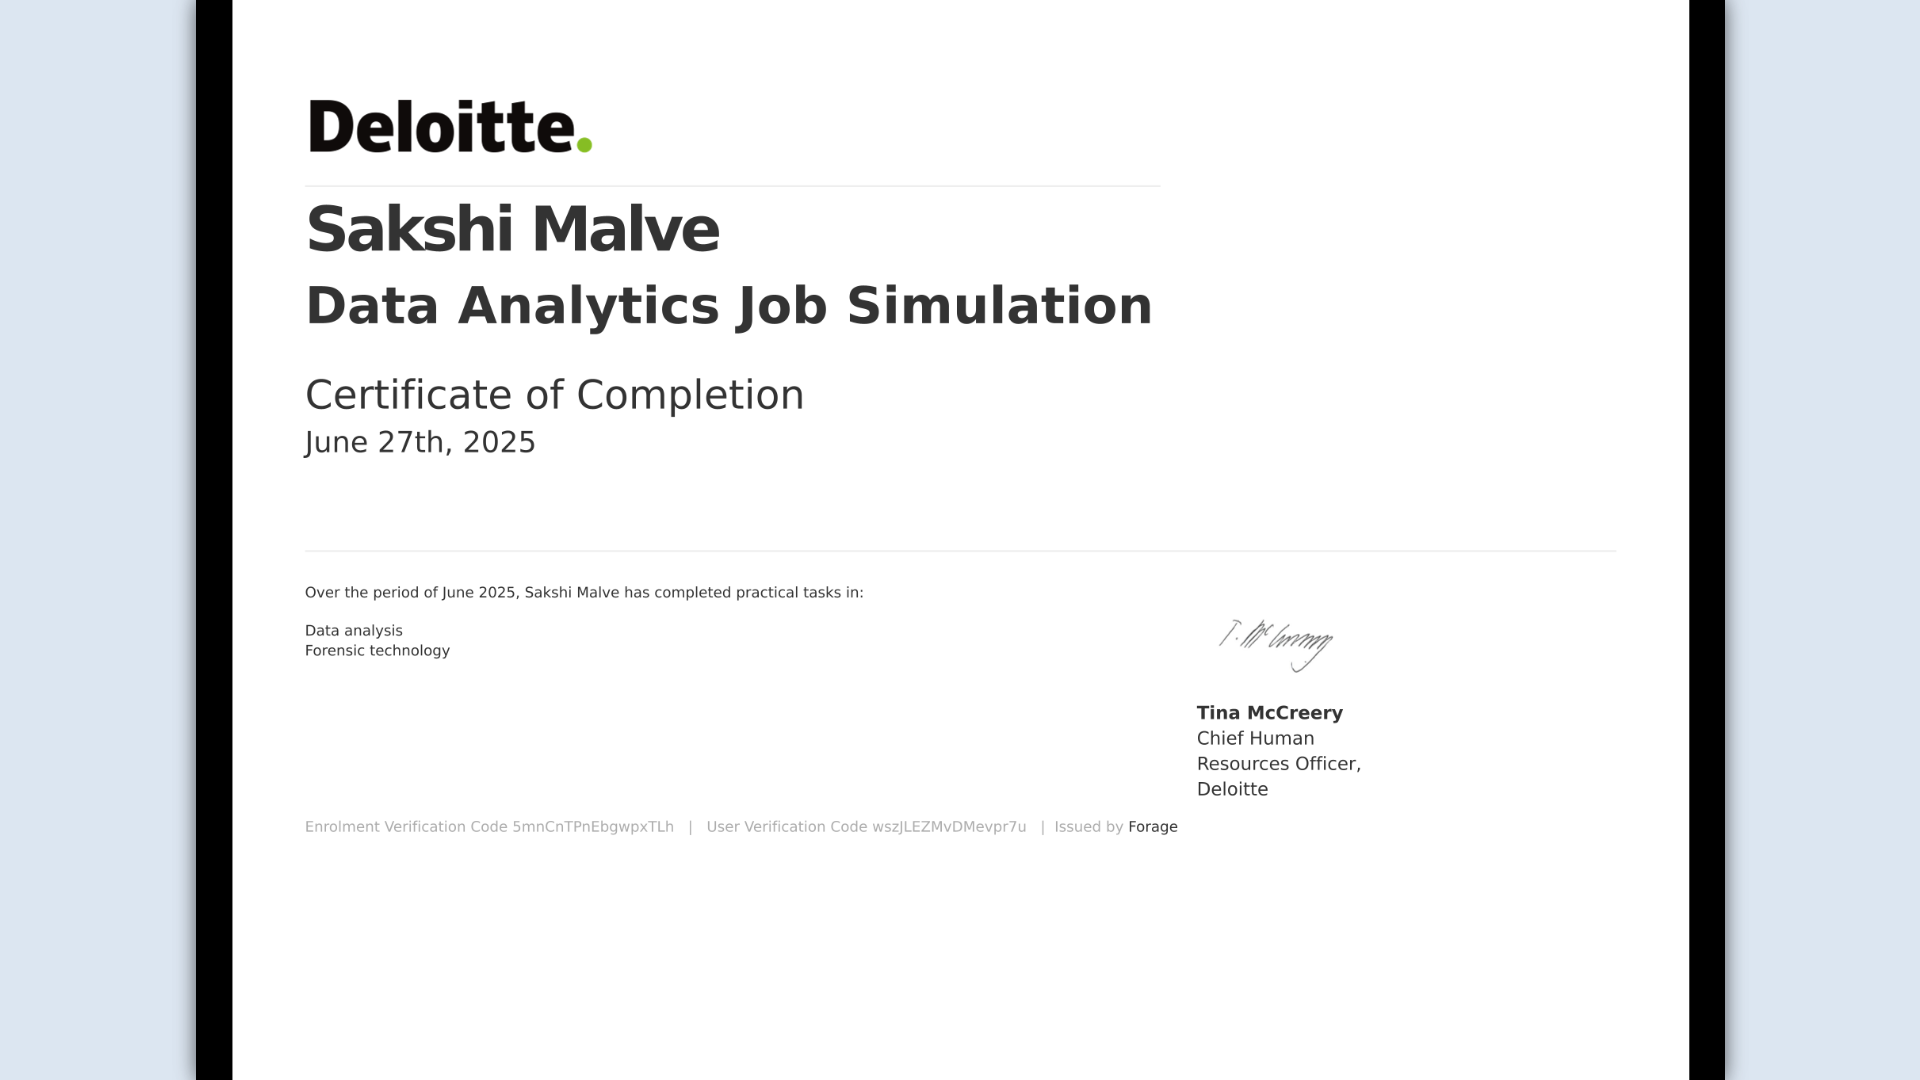 Deloitte.
Sakshi Malve
Data Analytics Job Simulation
Certificate of Completion
June 27th, 2025
Over the period of June 2025, Sakshi Malve has completed practical tasks in:
Data analysis
Forensic technology
Tina McCreery
Chief Human
Resources Officer,
Deloitte
Enrolment Verification Code 5mnCnTPnEbgwpxTLh | User Verification Code wszJLEZMvDMevpr7u | Issued by Forage